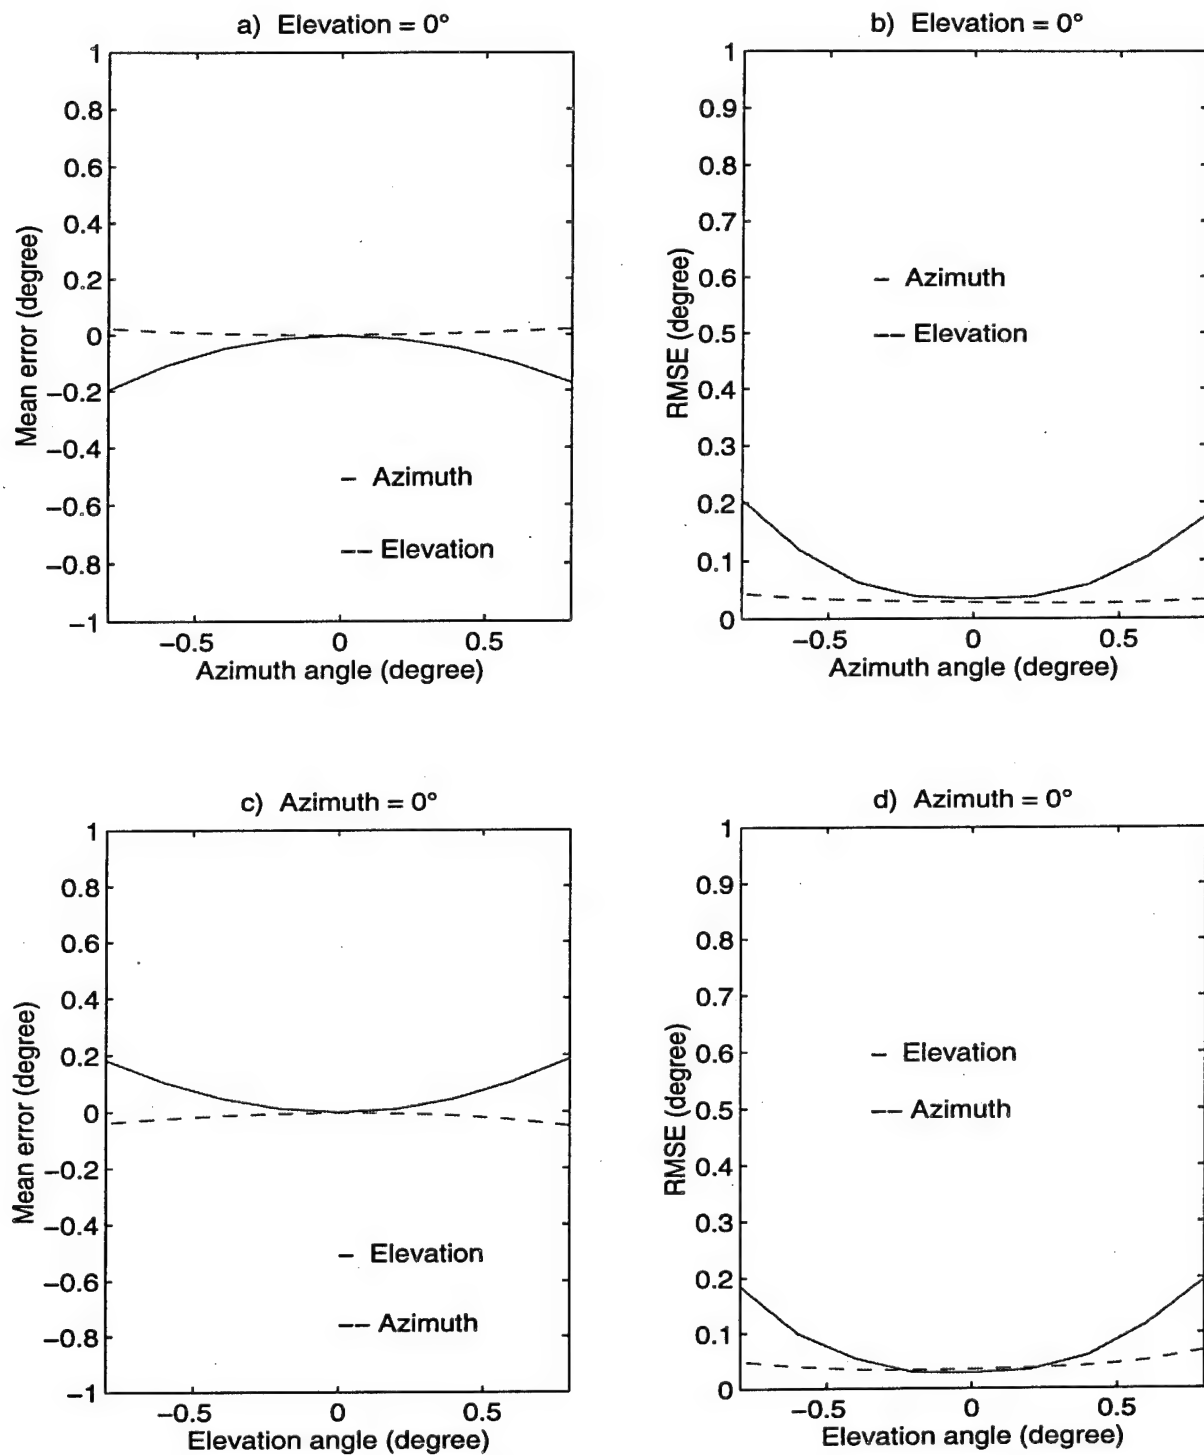 a) Elevation = 0°
1
0.8
0.6
0.4
0.2
0
−0.2
−0.4
−0.6
−0.8
−1
Mean error (degree)
– Azimuth
–– Elevation
−0.5 0 0.5
Azimuth angle (degree)
b) Elevation = 0°
1
0.9
0.8
0.7
0.6
0.5
0.4
0.3
0.2
0.1
0
RMSE (degree)
– Azimuth
–– Elevation
−0.5 0 0.5
Azimuth angle (degree)
c) Azimuth = 0°
1
0.8
0.6
0.4
0.2
0
−0.2
−0.4
−0.6
−0.8
−1
Mean error (degree)
– Elevation
–– Azimuth
−0.5 0 0.5
Elevation angle (degree)
d) Azimuth = 0°
1
0.9
0.8
0.7
0.6
0.5
0.4
0.3
0.2
0.1
0
RMSE (degree)
– Elevation
–– Azimuth
−0.5 0 0.5
Elevation angle (degree)